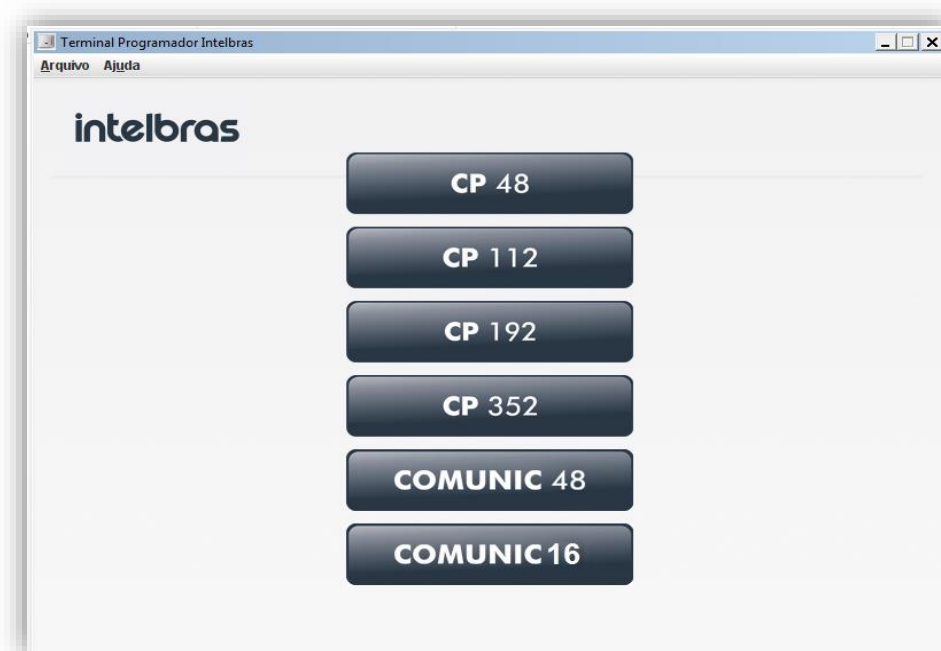 Terminal Programador Intelbras
Arquivo Ajuda
intelbras
CP 48
CP 112
CP 192
CP 352
COMUNIC 48
COMUNIC 16